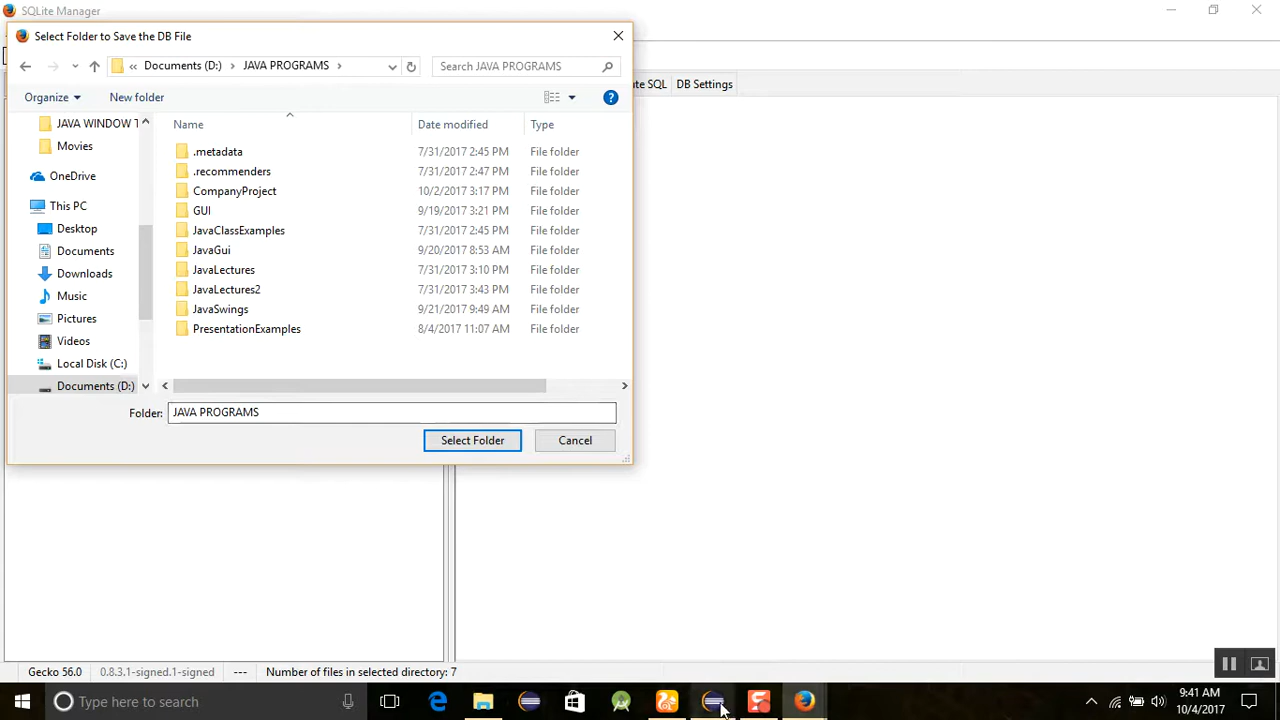 SQLite Manager
Select Folder to Save the DB File
Documents (D:) JAVA PROGRAMS
Search JAVA PROGRAMS
Organize New folder
ute SQL DB Settings
Name Date modified Type
JAVA WINDOW T
Movies
OneDrive
This PC
Desktop
Documents
Downloads
Music
Pictures
Videos
Local Disk (C:)
Documents (D:)
.metadata 7/31/2017 2:45 PM File folder
.recommenders 7/31/2017 2:47 PM File folder
CompanyProject 10/2/2017 3:17 PM File folder
GUI 9/19/2017 3:21 PM File folder
JavaClassExamples 7/31/2017 2:45 PM File folder
JavaGui 9/20/2017 8:53 AM File folder
JavaLectures 7/31/2017 3:10 PM File folder
JavaLectures2 7/31/2017 3:43 PM File folder
JavaSwings 9/21/2017 9:49 AM File folder
PresentationExamples 8/4/2017 11:07 AM File folder
Folder: JAVA PROGRAMS
Select Folder Cancel
Gecko 56.0 0.8.3.1-signed.1-signed --- Number of files in selected directory: 7
Type here to search
9:41 AM
10/4/2017